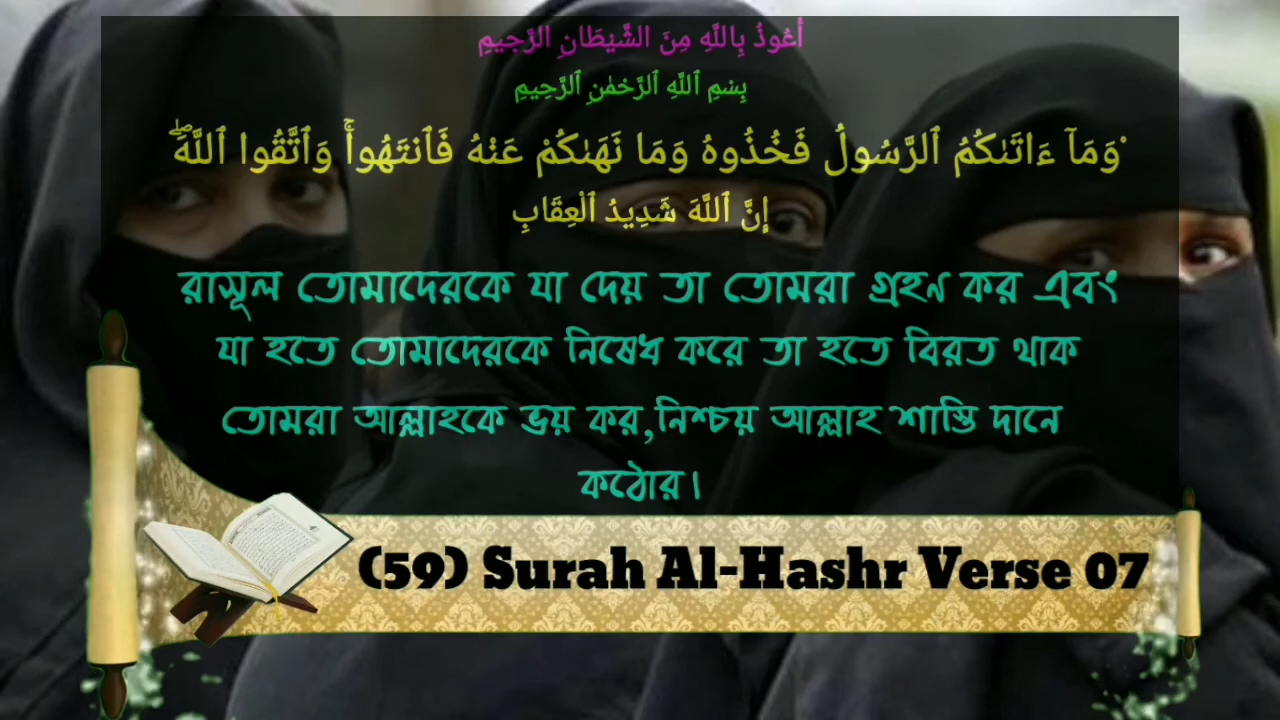 أَعُوذُ بِاللَّهِ مِنَ الشَّيْطَانِ الرَّجِيمِ
بِسْمِ ٱللَّهِ ٱلرَّحْمَٰنِ ٱلرَّحِيمِ
وَمَآ ءَاتَىٰكُمُ ٱلرَّسُولُ فَخُذُوهُ وَمَا نَهَىٰكُمْ عَنْهُ فَٱنتَهُوا۟ۚ وَٱتَّقُوا ٱللَّهَۖ
إِنَّ ٱللَّهَ شَدِيدُ ٱلْعِقَابِ
রাসূল তোমাদেরকে যা দেয় তা তোমরা গ্রহণ কর এবং
যা হতে তোমাদেরকে নিষেধ করে তা হতে বিরত থাক
তোমরা আল্লাহকে ভয় কর,নিশ্চয় আল্লাহ শাস্তি দানে
কঠোর।
(59) Surah Al-Hashr Verse 07